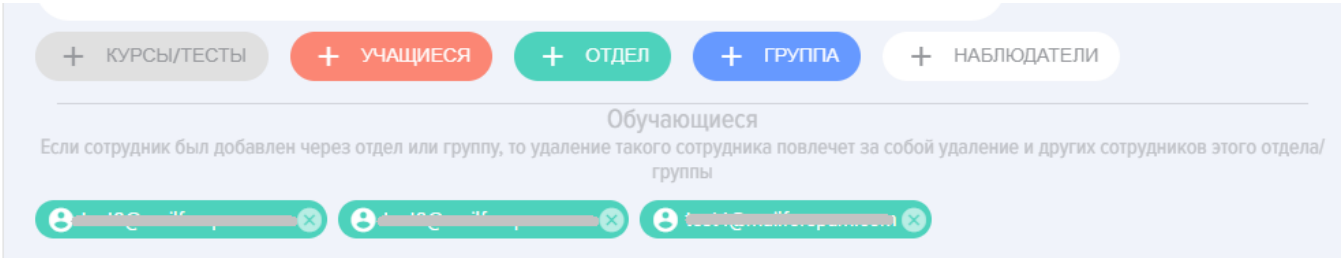 + КУРСЫ/ТЕСТЫ + УЧАЩИЕСЯ + ОТДЕЛ + ГРУППА + НАБЛЮДАТЕЛИ
Обучающиеся
Если сотрудник был добавлен через отдел или группу, то удаление такого сотрудника повлечет за собой удаление и других сотрудников этого отдела/
группы